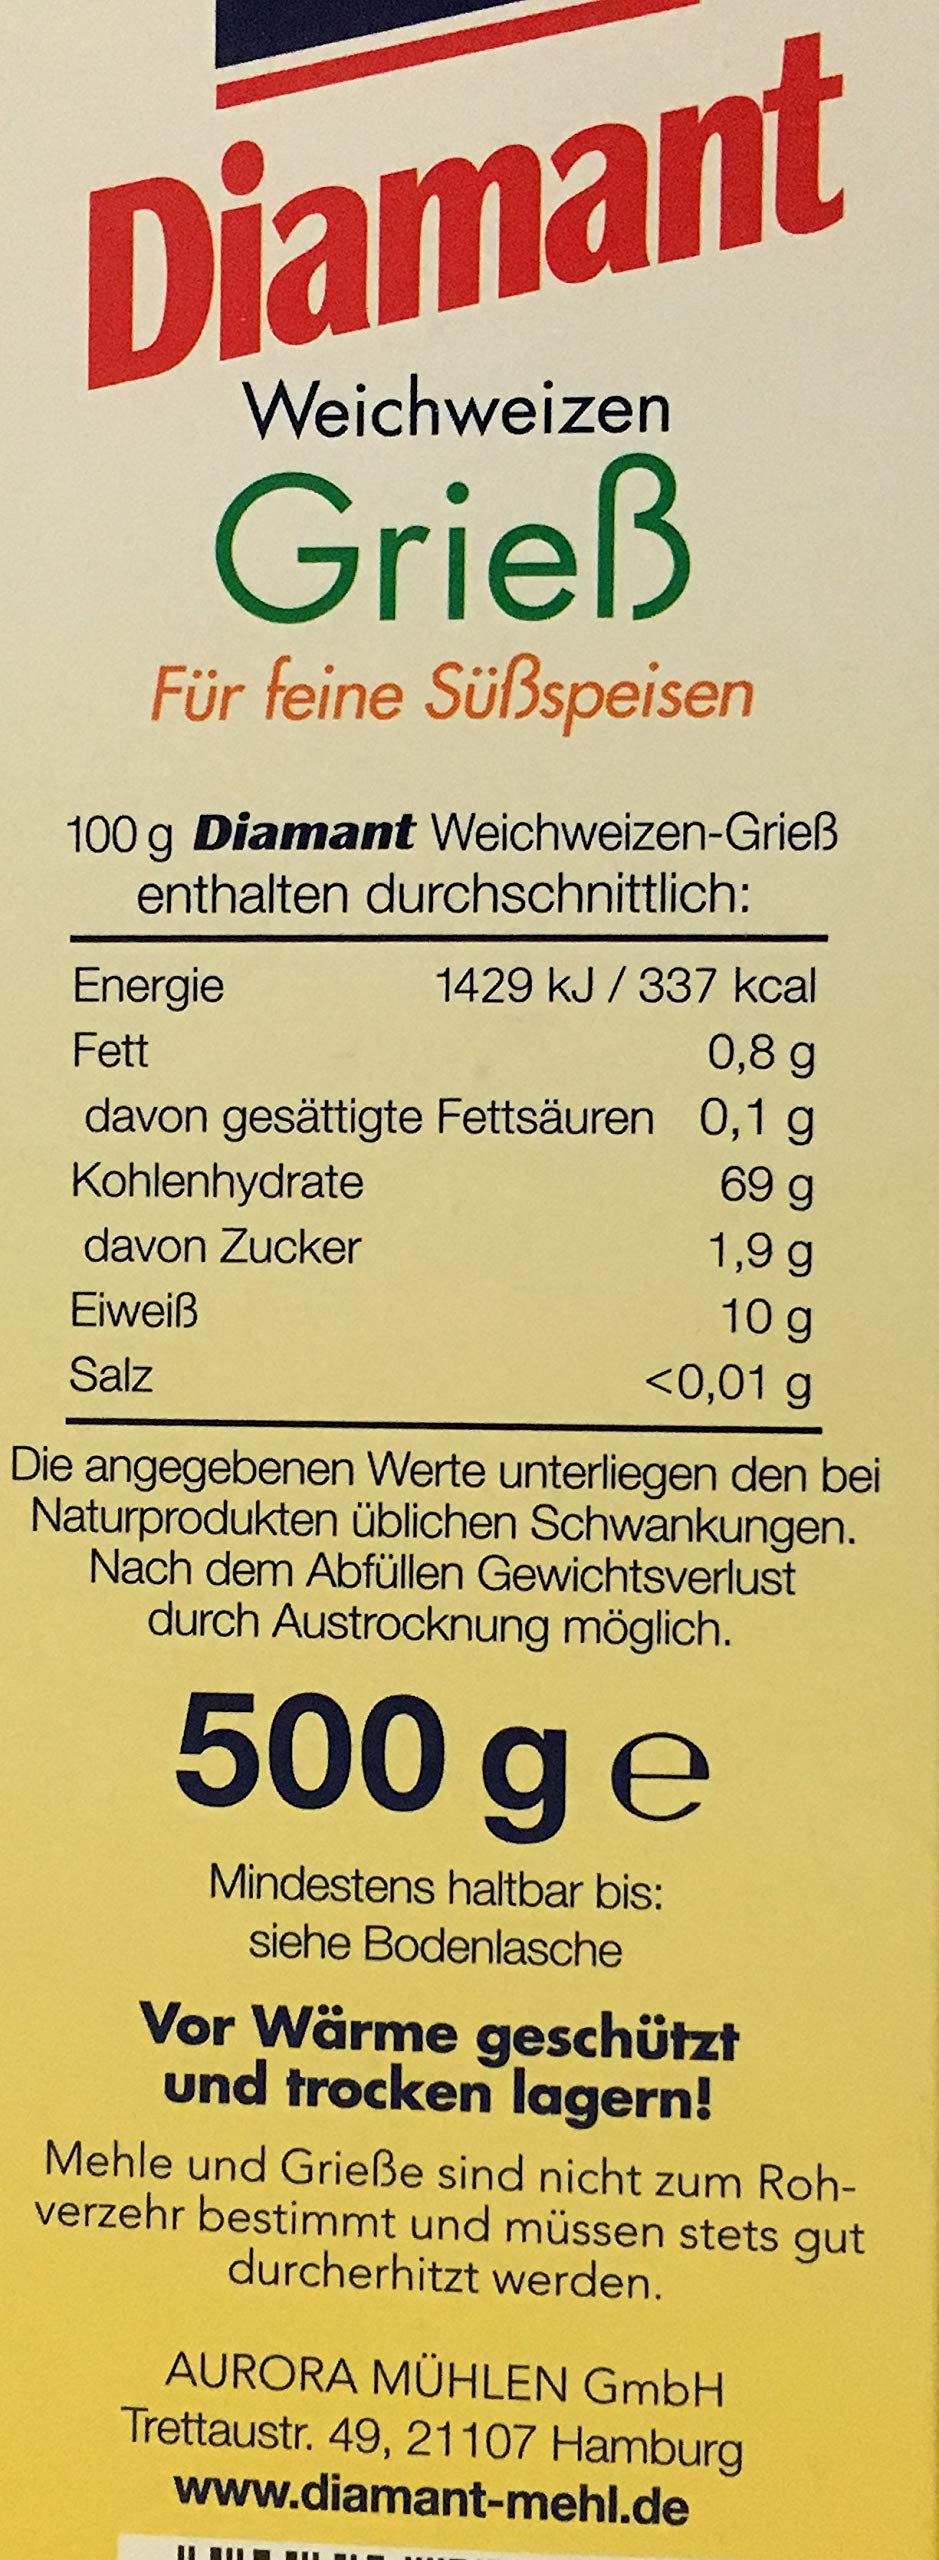 Diamant
Weichweizen
Grieß
Für feine Süßspeisen
100 g Diamant Weichweizen-Grieß
enthalten durchschnittlich:
Energie 1429 kJ / 337 kcal
Fett 0,8 g
davon gesättigte Fettsäuren 0,1 g
Kohlenhydrate 69 g
davon Zucker 1,9 g
Eiweiß 10 g
Salz <0,01 g
Die angegebenen Werte unterliegen den bei
Naturprodukten üblichen Schwankungen.
Nach dem Abfüllen Gewichtsverlust
durch Austrocknung möglich.
500 g ℮
Mindestens haltbar bis:
siehe Bodenlasche
Vor Wärme geschützt
und trocken lagern!
Mehle und Grieße sind nicht zum Roh-
verzehr bestimmt und müssen stets gut
durcherhitzt werden.
AURORA MÜHLEN GmbH
Trettaustr. 49, 21107 Hamburg
www.diamant-mehl.de